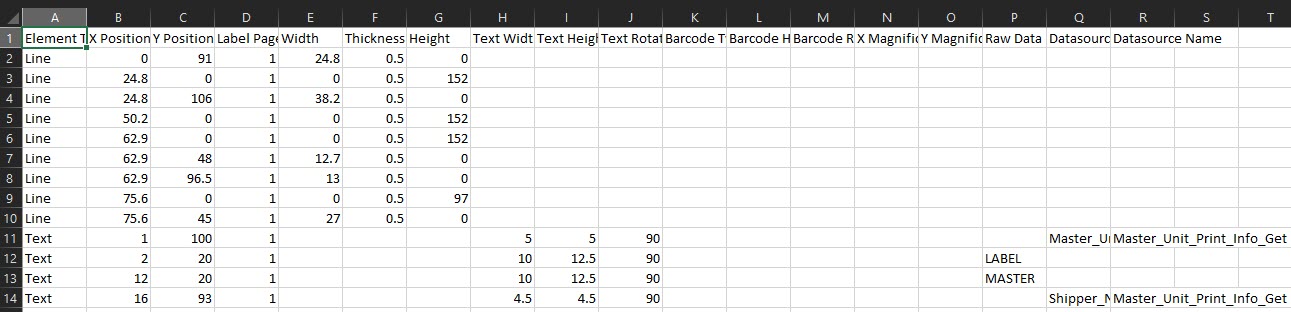 A B C D E F G H I J K L M N O P Q R S T
1 Element T X Position Y Position Label Page Width Thickness Height Text Widt Text Heigh Text Rotat Barcode T Barcode H Barcode R X Magnific Y Magnific Raw Data Datasourc Datasource Name
2 Line 0 91 1 24.8 0.5 0
3 Line 24.8 0 1 0 0.5 152
4 Line 24.8 106 1 38.2 0.5 0
5 Line 50.2 0 1 0 0.5 152
6 Line 62.9 0 1 0 0.5 152
7 Line 62.9 48 1 12.7 0.5 0
8 Line 62.9 96.5 1 13 0.5 0
9 Line 75.6 0 1 0 0.5 97
10 Line 75.6 45 1 27 0.5 0
11 Text 1 100 1 5 5 90 Master_Un Master_Unit_Print_Info_Get
12 Text 2 20 1 10 12.5 90 LABEL
13 Text 12 20 1 10 12.5 90 MASTER
14 Text 16 93 1 4.5 4.5 90 Shipper_N Master_Unit_Print_Info_Get